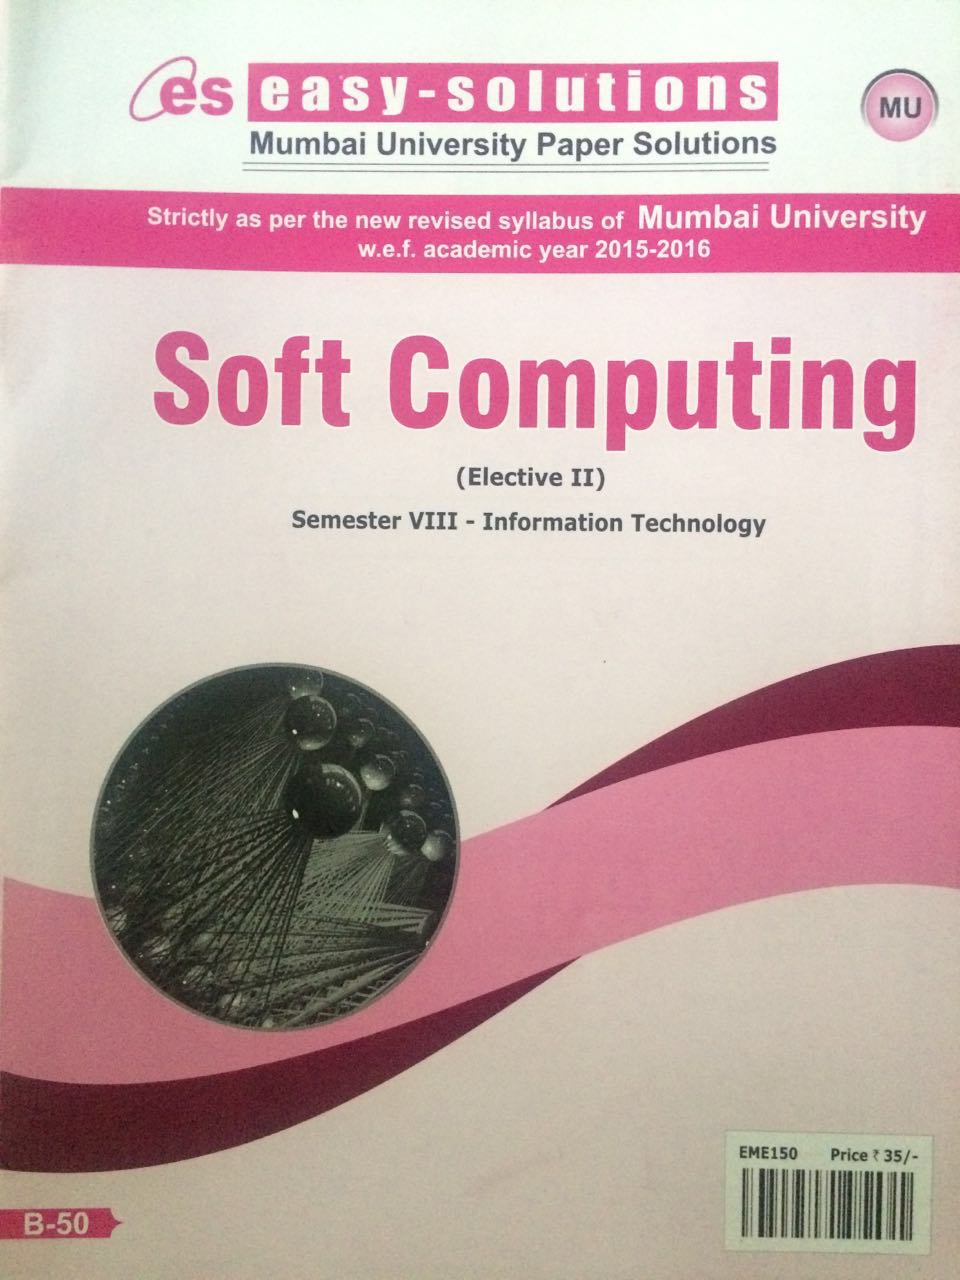 es easy-solutions
MU
Mumbai University Paper Solutions
Strictly as per the new revised syllabus of Mumbai University
w.e.f. academic year 2015-2016
Soft Computing
(Elective II)
Semester VIII - Information Technology
EME150 Price ₹ 35/-
B-50